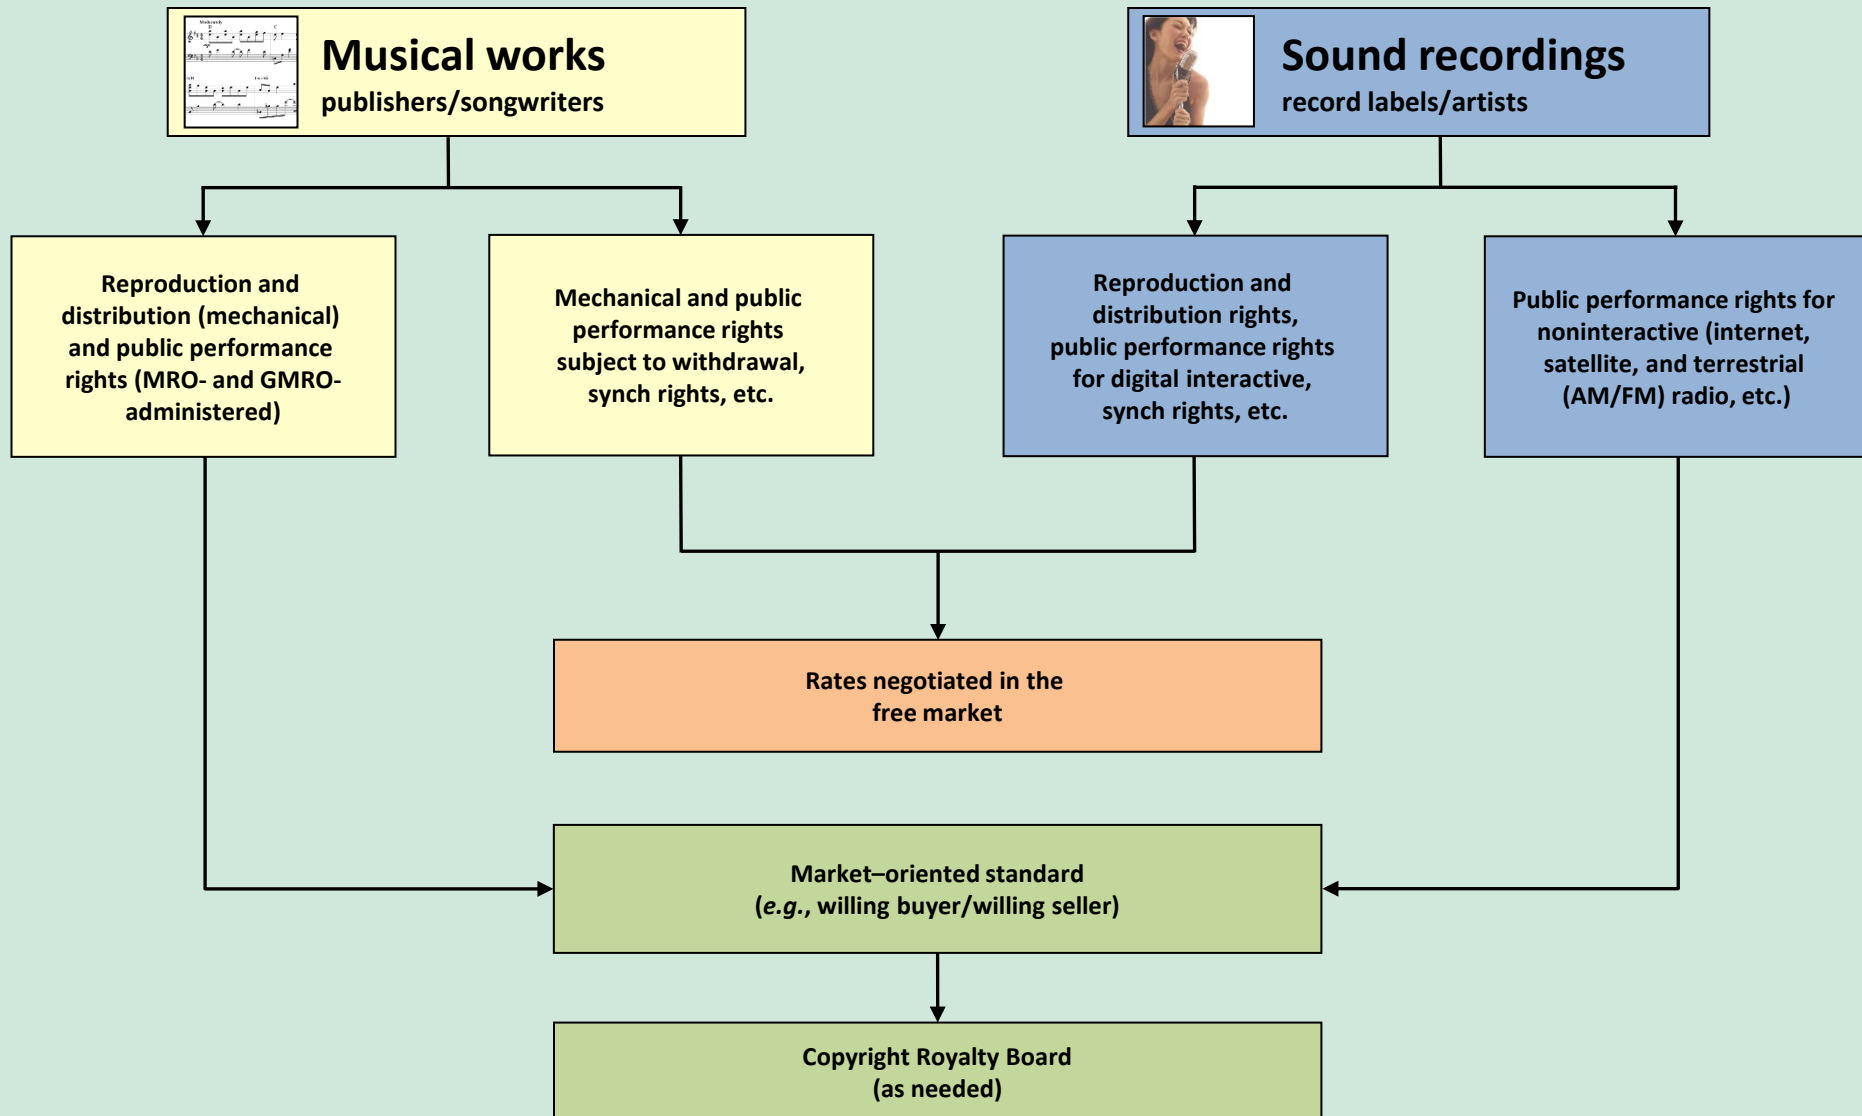 Musical works
publishers/songwriters
Sound recordings
record labels/artists
Reproduction and
distribution (mechanical)
and public performance
rights (MRO- and GMRO-
administered)
Mechanical and public
performance rights
subject to withdrawal,
synch rights, etc.
Reproduction and
distribution rights,
public performance rights
for digital interactive,
synch rights, etc.
Public performance rights for
noninteractive (internet,
satellite, and terrestrial
(AM/FM) radio, etc.)
Rates negotiated in the
free market
Market–oriented standard
(e.g., willing buyer/willing seller)
Copyright Royalty Board
(as needed)